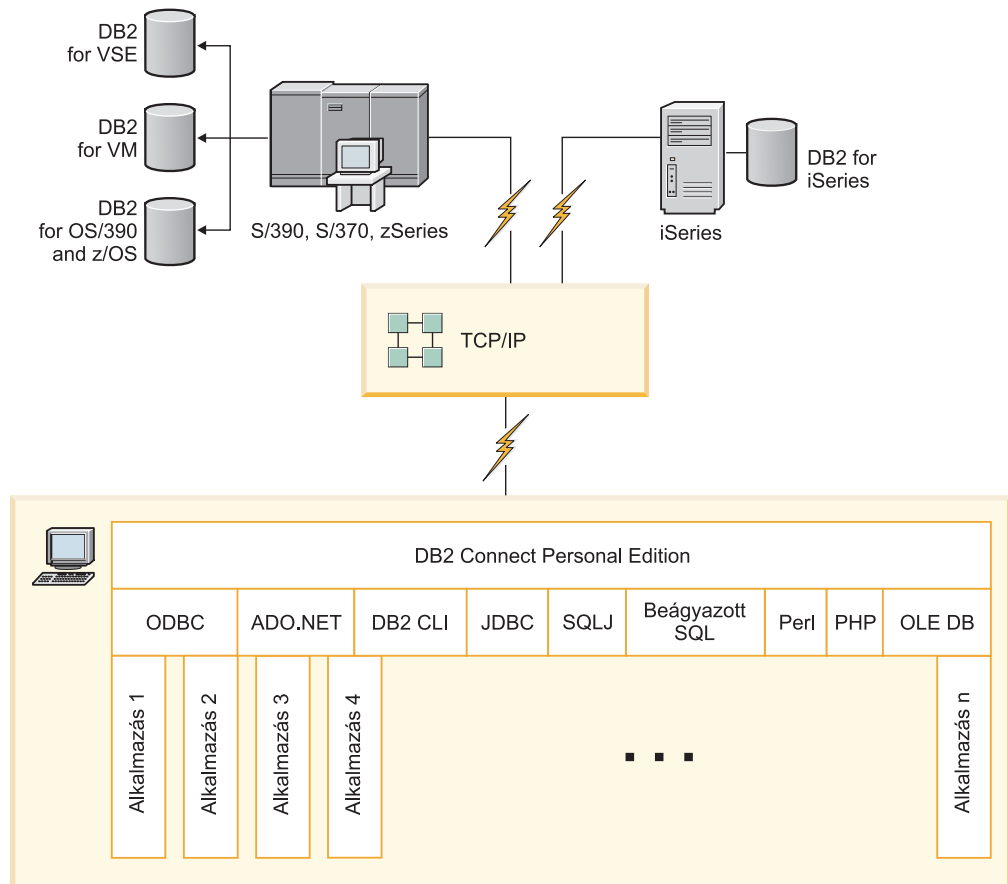 DB2
for VSE
DB2
for VM
DB2
for OS/390
and z/OS
S/390, S/370, zSeries
iSeries
DB2 for
iSeries
TCP/IP
DB2 Connect Personal Edition
ODBC
ADO.NET
DB2 CLI
JDBC
SQLJ
Beágyazott
SQL
Perl
PHP
OLE DB
Alkalmazás 1
Alkalmazás 2
Alkalmazás 3
Alkalmazás 4
Alkalmazás n